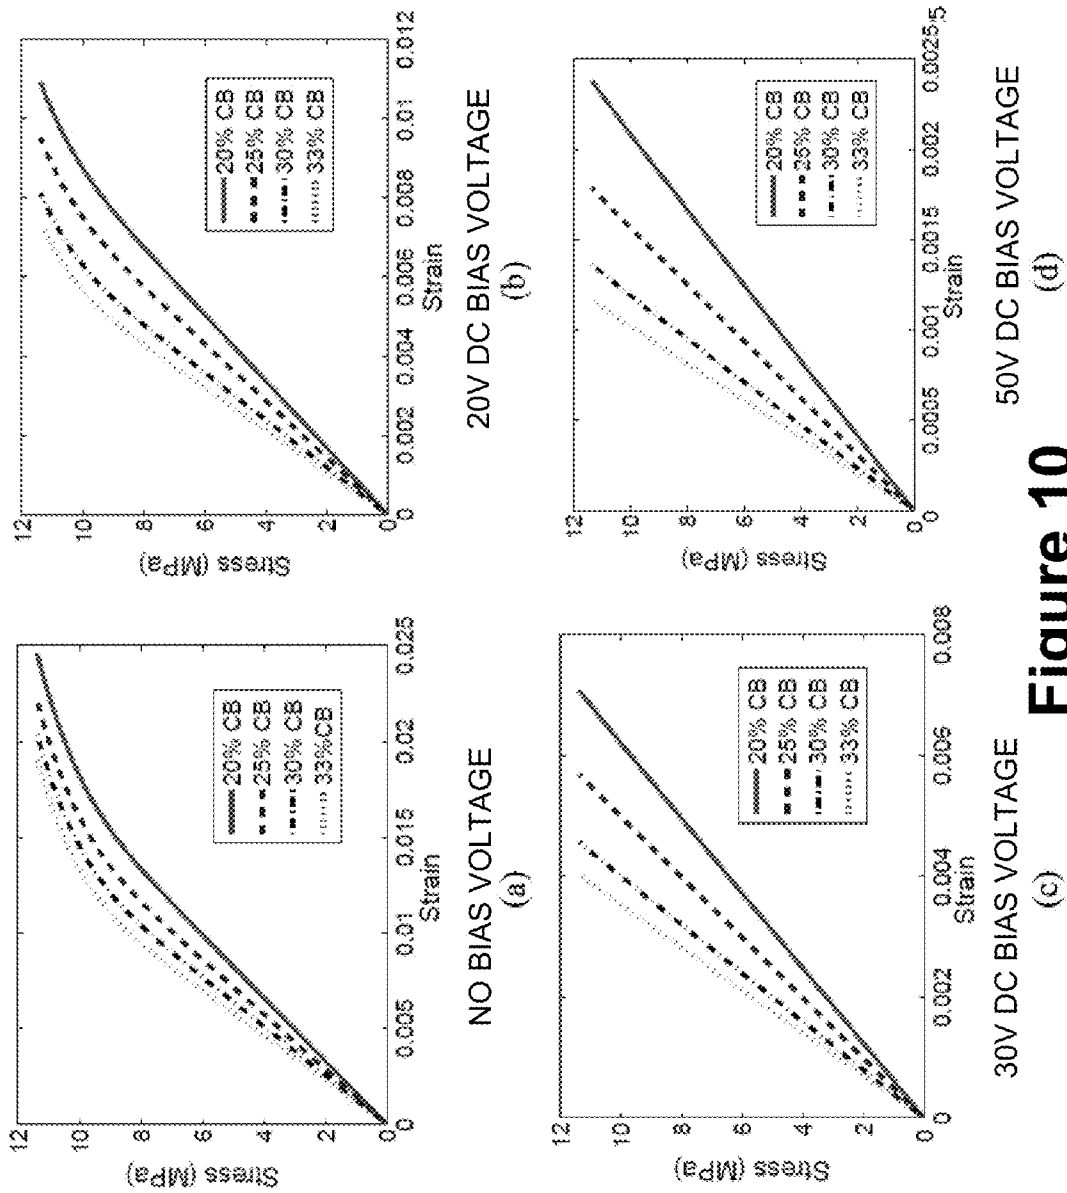 12
10
8
6
4
2
0
Stress (MPa)
20% CB
25% CB
30% CB
33%CB
0
0.005
0.01
0.015
0.02
0.025
Strain
NO BIAS VOLTAGE
(a)
12
10
8
6
4
2
0
Stress (MPa)
20% CB
25% CB
30% CB
33% CB
0
0.002
0.004
0.006
0.008
0.01
0.012
Strain
20V DC BIAS VOLTAGE
(b)
12
10
8
6
4
2
0
Stress (MPa)
20% CB
25% CB
30% CB
33% CB
0
0.002
0.004
0.006
0.008
Strain
30V DC BIAS VOLTAGE
(c)
12
10
8
6
4
2
0
Stress (MPa)
20% CB
25% CB
30% CB
33% CB
0
0.0005
0.001
0.0015
0.002
0.0025/5
Strain
50V DC BIAS VOLTAGE
(d)
Figure 10